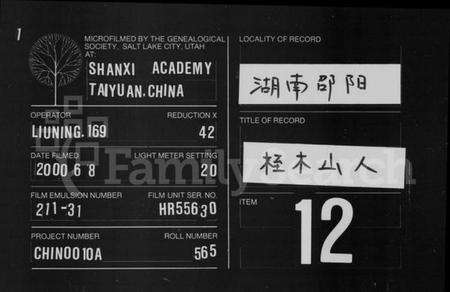 1
MICROFILMED BY THE GENEALOGICAL
SOCIETY, SALT LAKE CITY, UTAH
AT:
SHANXI ACADEMY
TAIYUAN.CHINA
OPERATOR REDUCTION X
LIUNING.169 42
DATE FILMED LIGHT METER SETTING
2000 6 8 20
FILM EMULSION NUMBER FILM UNIT SER. NO.
211-31 HR55630
PROJECT NUMBER ROLL NUMBER
CHINO010A 565
LOCALITY OF RECORD
湖南邵阳
TITLE OF RECORD
桎木山人
ITEM
12
FamilySearch